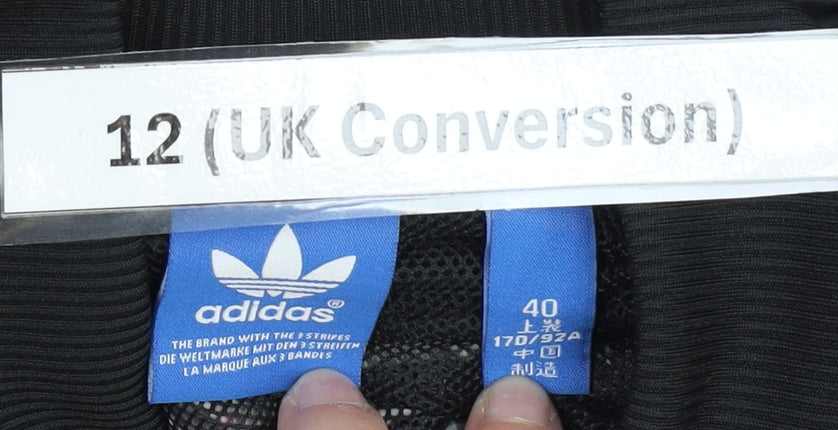 12 (UK Conversion)
adidas®
THE BRAND WITH THE 3 STRIPES
DIE WELTMARKE MIT DEN 3 STREIFEN
LA MARQUE AUX 3 BANDES
40
上装
170/92A
中国
制造